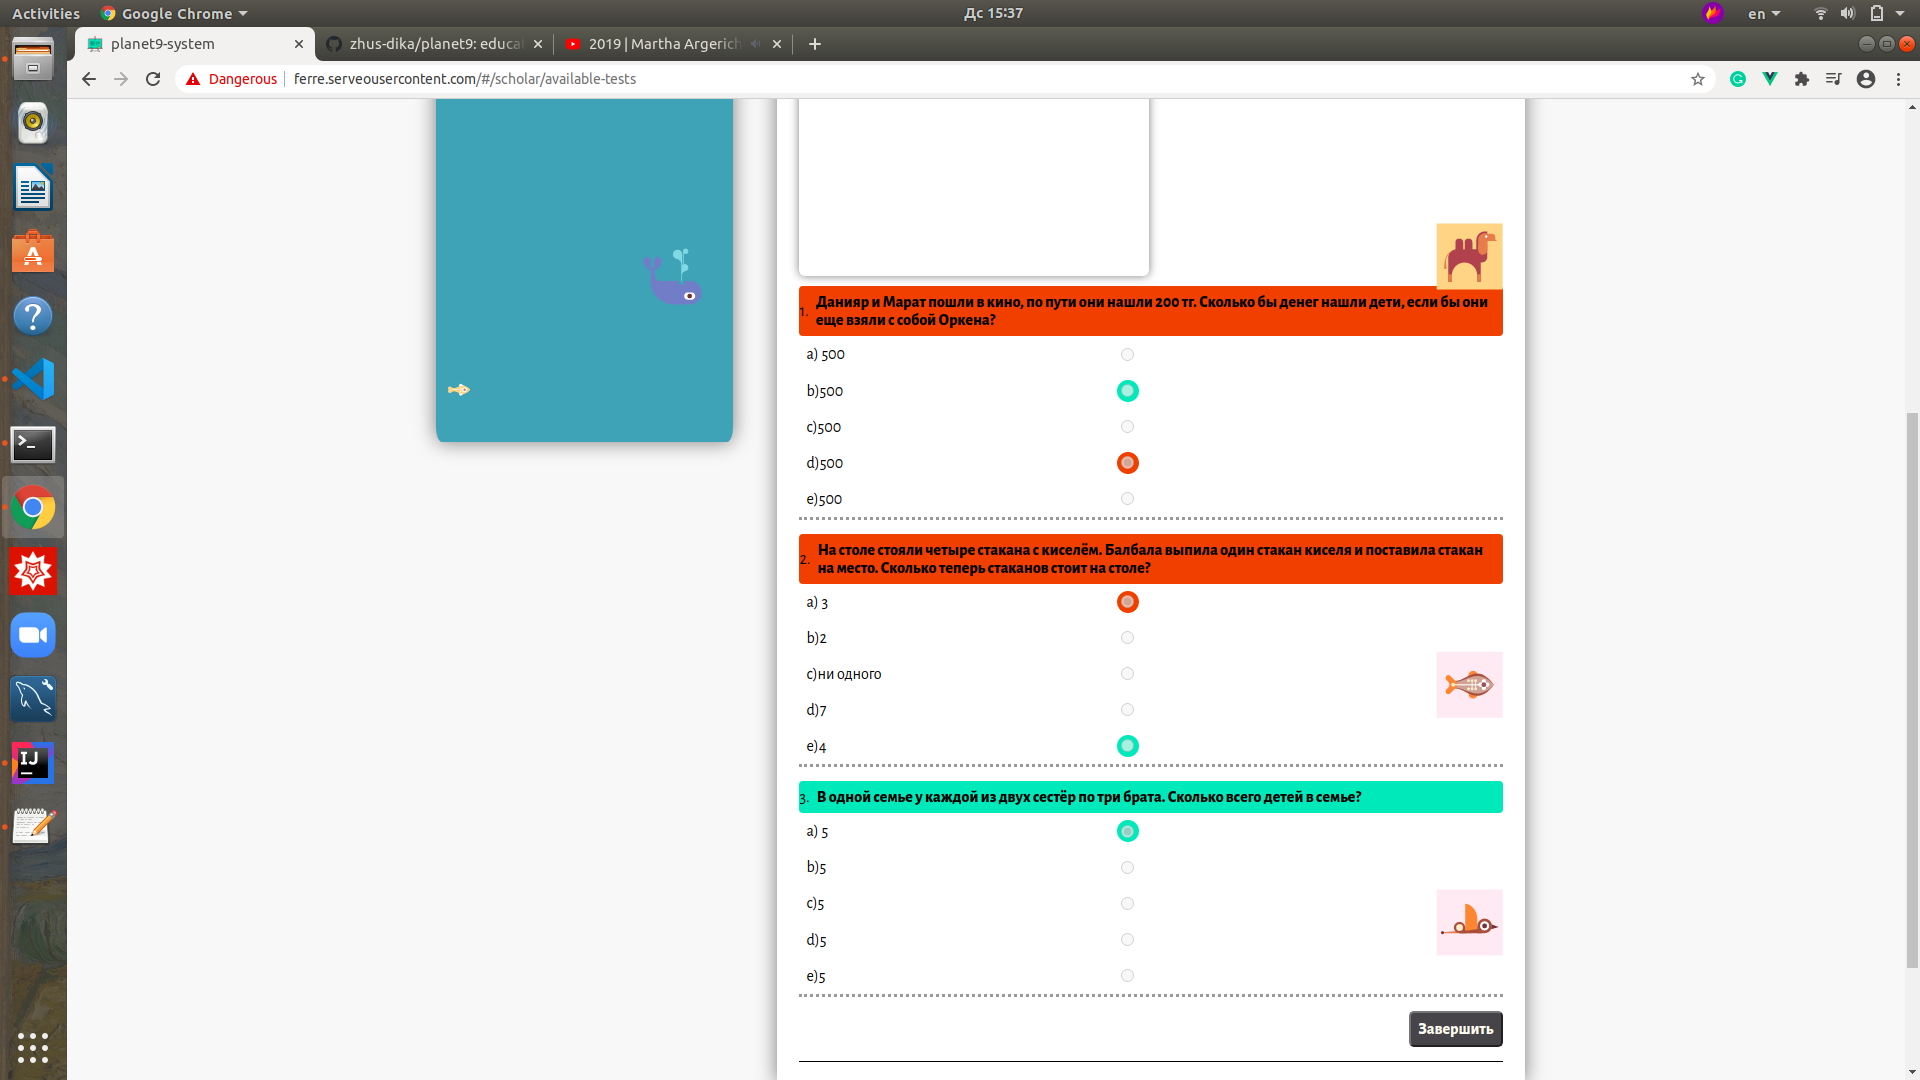 Activities
Google Chrome
Дс 15:37
en
planet9-system
zhus-dika/planet9: educa
2019 | Martha Argerich
Dangerous
ferre.serveousercontent.com/#/scholar/available-tests
1.
Данияр и Марат пошли в кино, по пути они нашли 200 тг. Сколько бы денег нашли дети, если бы они
еще взяли с собой Оркена?
a) 500
b)500
c)500
d)500
e)500
2.
На столе стояли четыре стакана с киселём. Балбала выпила один стакан киселя и поставила стакан
на место. Сколько теперь стаканов стоит на столе?
a) 3
b)2
c)ни одного
d)7
e)4
3. В одной семье у каждой из двух сестёр по три брата. Сколько всего детей в семье?
a) 5
b)5
c)5
d)5
e)5
Завершить